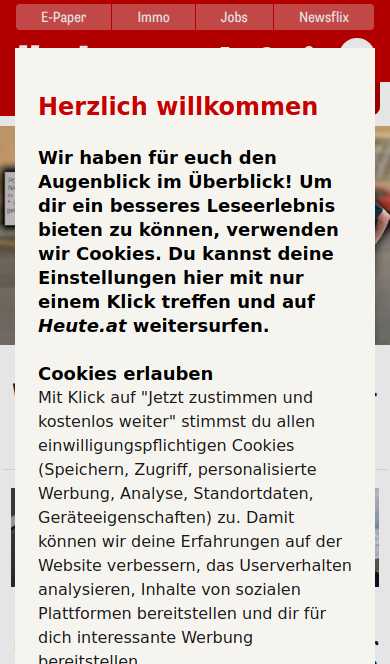 E-Paper
Immo
Jobs
Newsflix
Herzlich willkommen
Wir haben für euch den
Augenblick im Überblick! Um
dir ein besseres Leseerlebnis
bieten zu können, verwenden
wir Cookies. Du kannst deine
Einstellungen hier mit nur
einem Klick treffen und auf
Heute.at weitersurfen.
Cookies erlauben
Mit Klick auf "Jetzt zustimmen und
kostenlos weiter" stimmst du allen
einwilligungspflichtigen Cookies
(Speichern, Zugriff, personalisierte
Werbung, Analyse, Standortdaten,
Geräteeigenschaften) zu. Damit
können wir deine Erfahrungen auf der
Website verbessern, das Userverhalten
analysieren, Inhalte von sozialen
Plattformen bereitstellen und dir für
dich interessante Werbung
bereitstellen